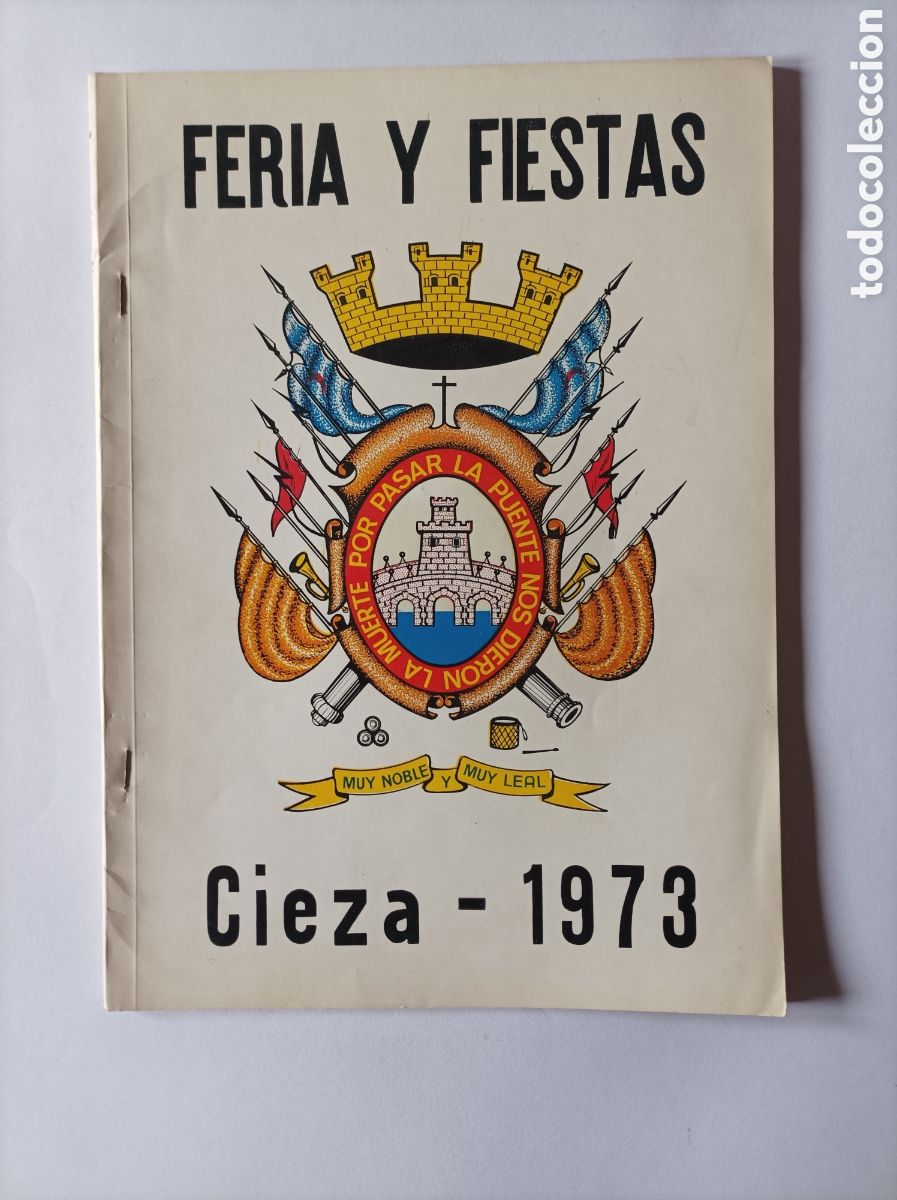 FERIA Y FIESTAS
POR PASAR LA PUENTE NOS DIERON LA MUERTE
MUY NOBLE Y MUY LEAL
Cieza - 1973
todocoleccion